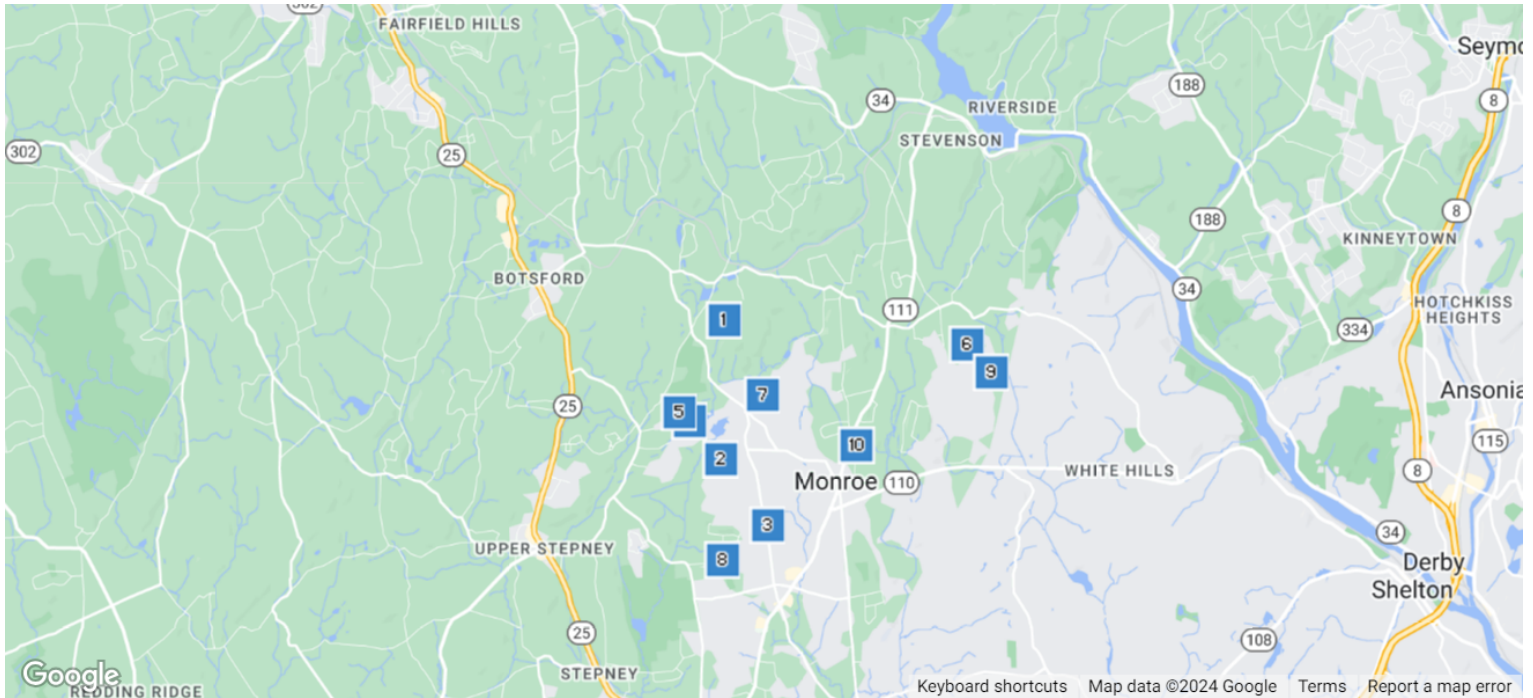 302
FAIRFIELD HILLS
Seymo
188
8
34
RIVERSIDE
STEVENSON
302
25
188
8
KINNEYTOWN
BOTSFORD
34
HOTCHKISS
HEIGHTS
111
1
334
6
9
Ansonia
7
25
5
10
115
2
WHITE HILLS
8
Monroe
110
3
34
UPPER STEPNEY
8
Derby
Shelton
25
108
STEPNEY
Google
REDDING RIDGE
Keyboard shortcuts Map data ©2024 Google Terms Report a map error